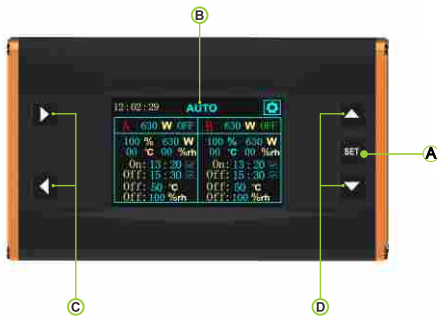 B
12:02:29 AUTO
A 630 W OFF B 630 W OFF
100 % 630 W 100 % 630 W
00 °C 00 %rh 00 °C 00 %rh
On: 13:20 On: 13:20
Off: 15:30 Off: 15:30
Off: 50 °C Off: 50 °C
Off: 100 %rh Off: 100 %rh
SET
A
C
D